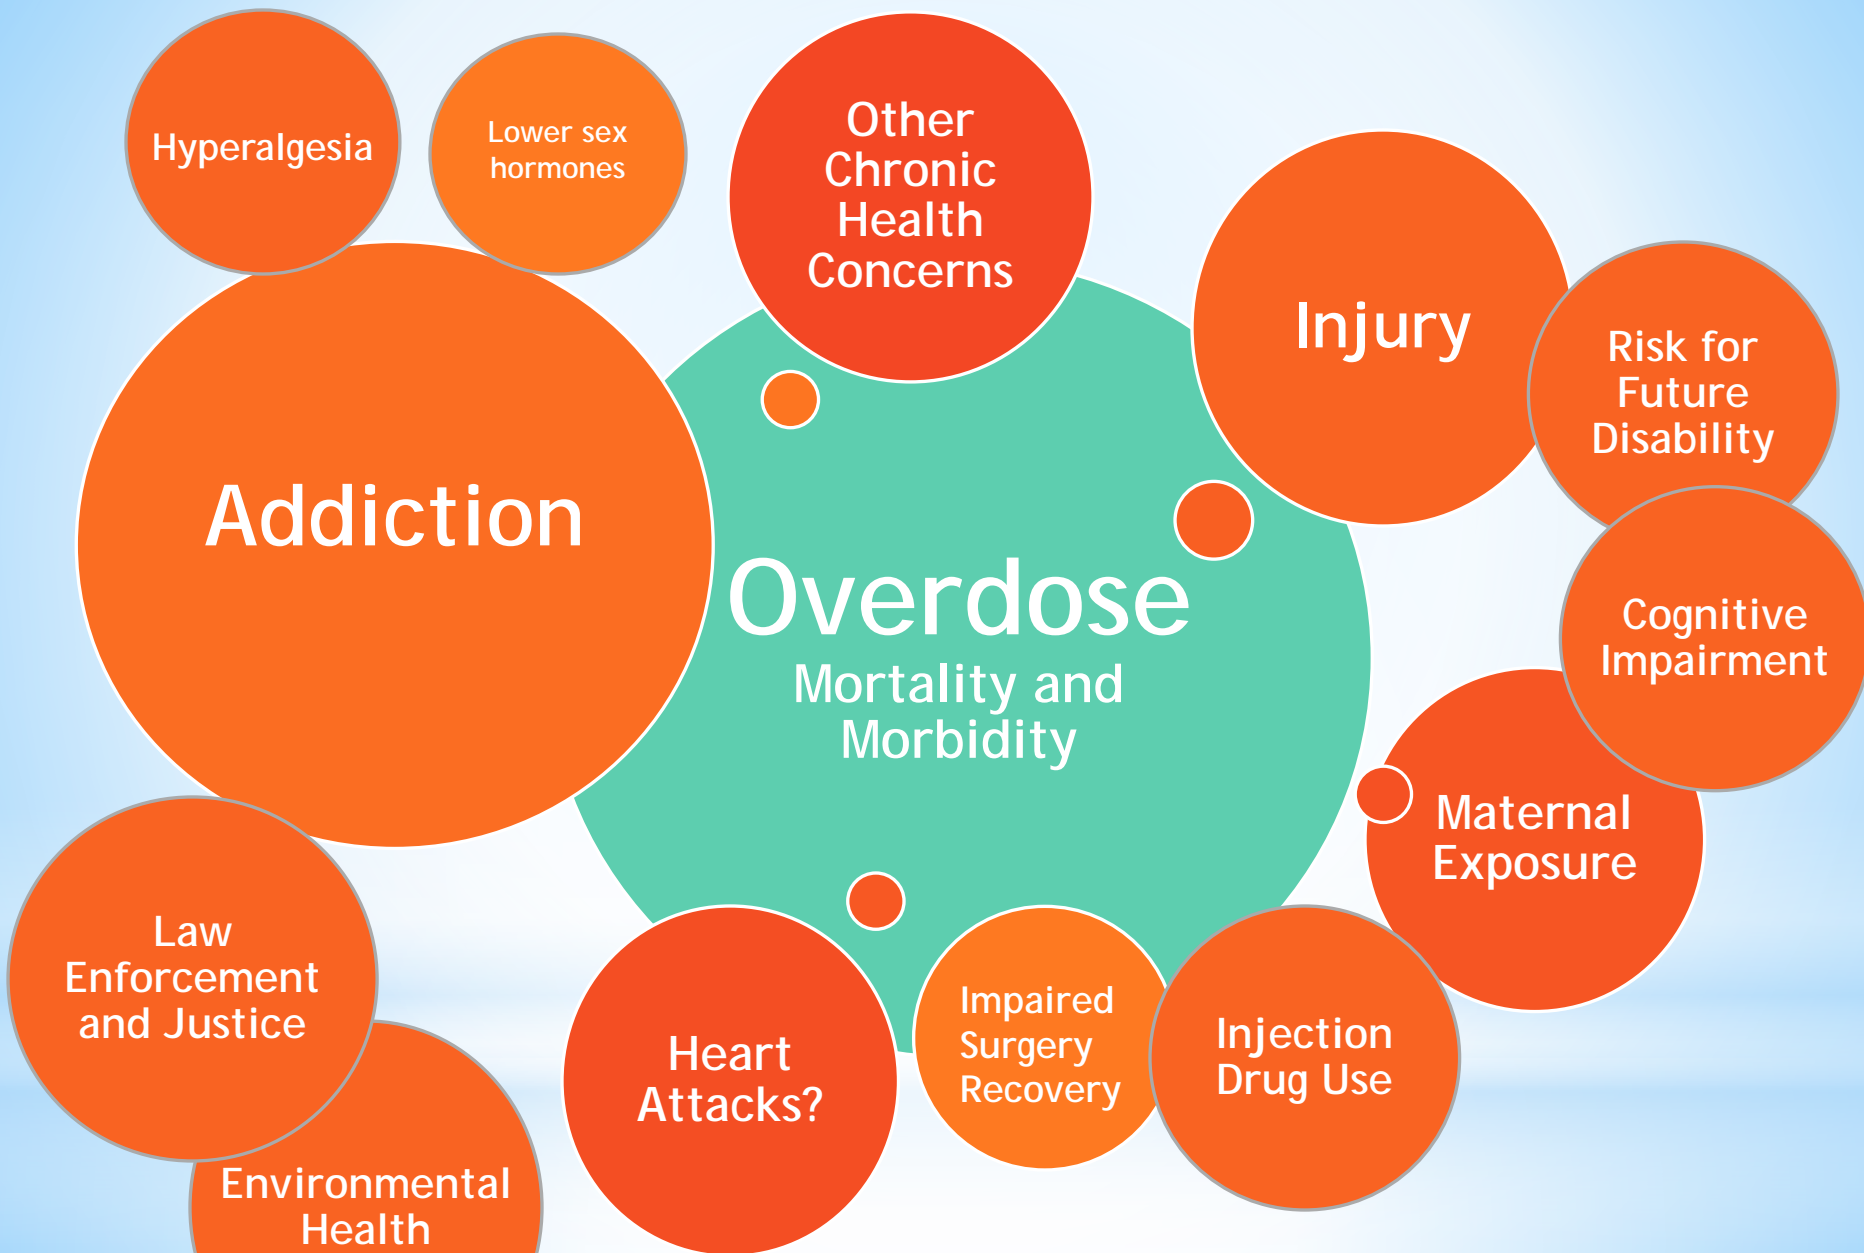 Hyperalgesia
Lower sex
hormones
Other
Chronic
Health
Concerns
Injury
Risk for
Future
Disability
Addiction
Overdose
Mortality and
Morbidity
Cognitive
Impairment
Maternal
Exposure
Law
Enforcement
and Justice
Heart
Attacks?
Impaired
Surgery
Recovery
Injection
Drug Use
Environmental
Health